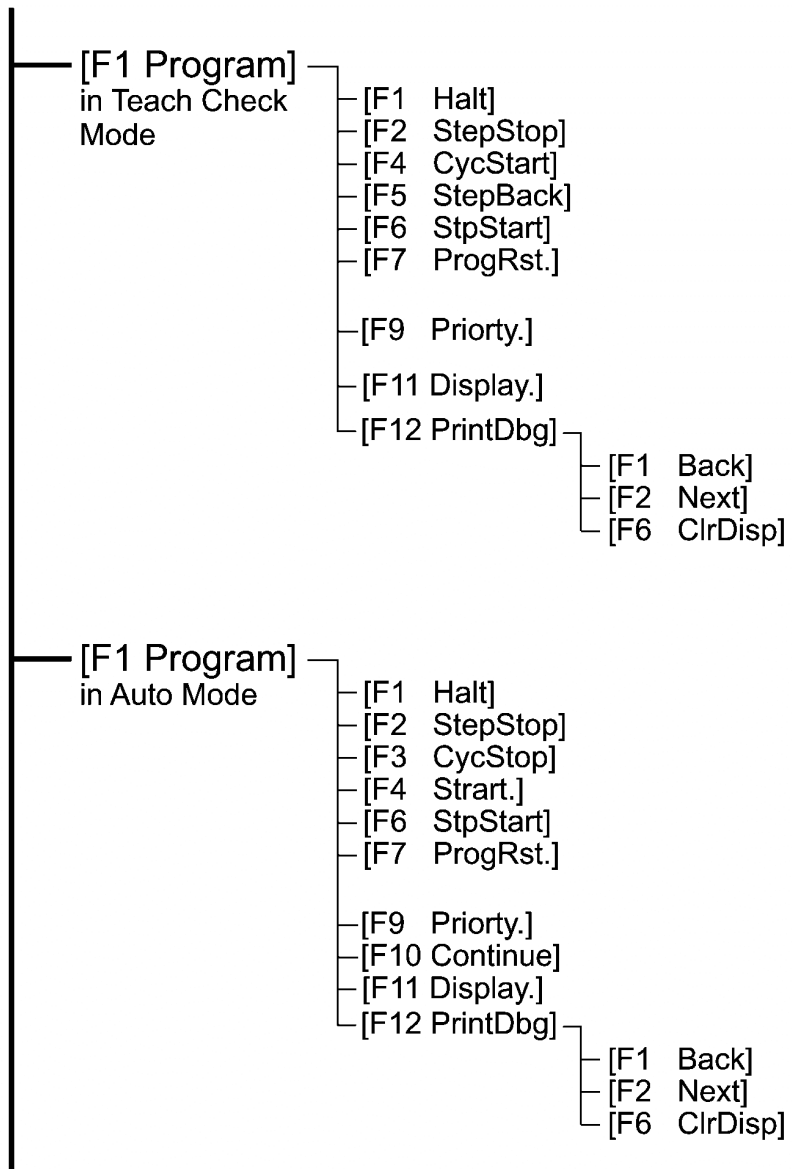 [F1 Program]
in Teach Check
Mode
[F1 Halt]
[F2 StepStop]
[F4 CycStart]
[F5 StepBack]
[F6 StpStart]
[F7 ProgRst.]
[F9 Priorty.]
[F11 Display.]
[F12 PrintDbg]
[F1 Back]
[F2 Next]
[F6 ClrDisp]
[F1 Program]
in Auto Mode
[F1 Halt]
[F2 StepStop]
[F3 CycStop]
[F4 Strart.]
[F6 StpStart]
[F7 ProgRst.]
[F9 Priorty.]
[F10 Continue]
[F11 Display.]
[F12 PrintDbg]
[F1 Back]
[F2 Next]
[F6 ClrDisp]